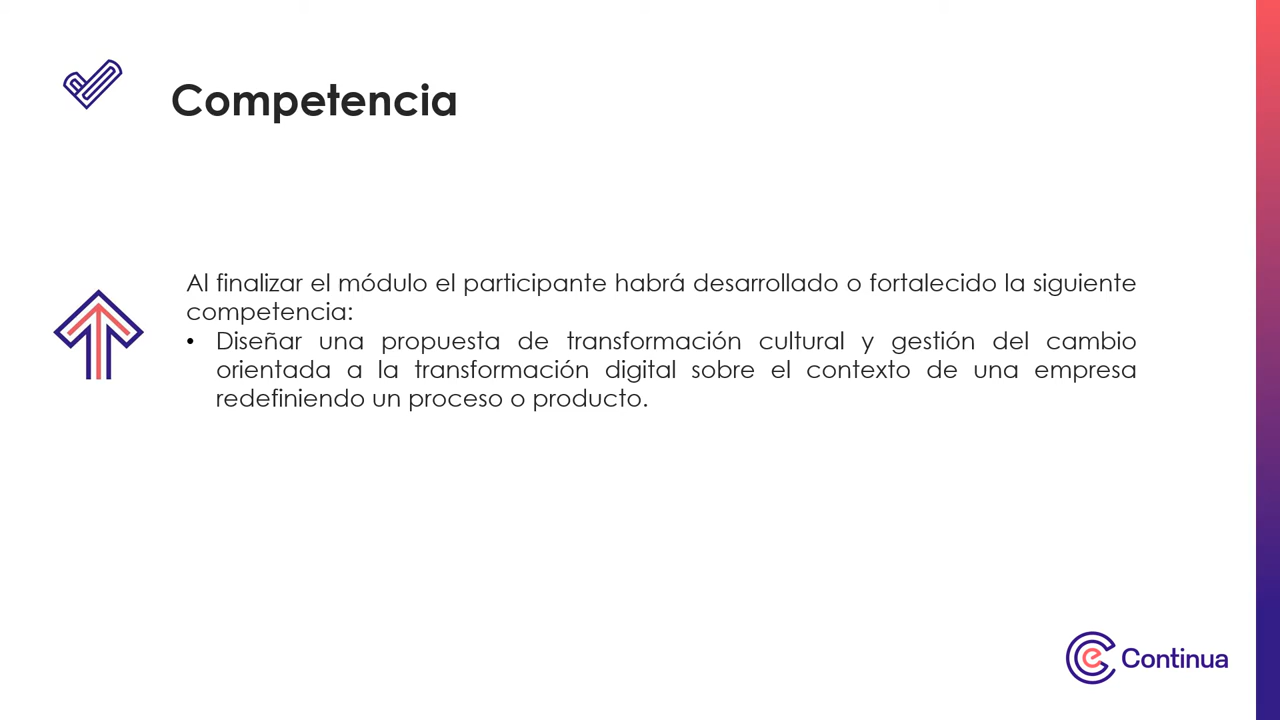 Competencia
Al finalizar el módulo el participante habrá desarrollado o fortalecido la siguiente
competencia:
• Diseñar una propuesta de transformación cultural y gestión del cambio
orientada a la transformación digital sobre el contexto de una empresa
redefiniendo un proceso o producto.
Continua